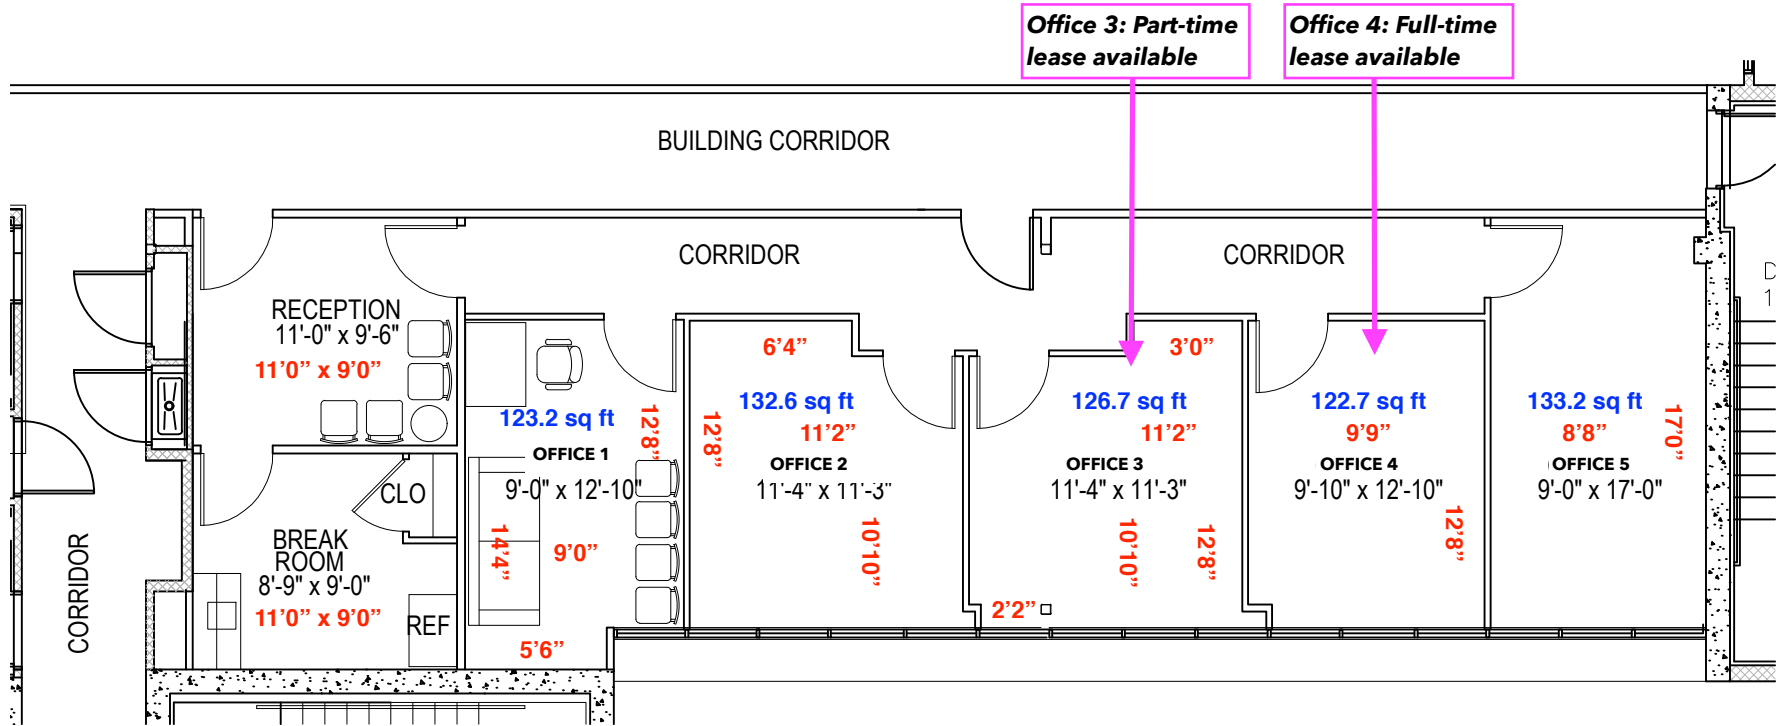 Office 3: Part-time
lease available
Office 4: Full-time
lease available
BUILDING CORRIDOR
CORRIDOR
CORRIDOR
D
1
RECEPTION
11'-0" x 9'-6"
11’0” x 9’0”
6’4”
3’0”
123.2 sq ft
132.6 sq ft
126.7 sq ft
122.7 sq ft
133.2 sq ft
12’8”
12’8”
11’2”
11’2”
9’9”
8’8”
17’0”
OFFICE 1
9'-0" x 12'-10"
OFFICE 2
11'-4" x 11'-3"
OFFICE 3
11'-4" x 11'-3"
OFFICE 4
9'-10" x 12'-10"
OFFICE 5
9'-0" x 17'-0"
CLO
BREAK
ROOM
8'-9" x 9'-0"
11’0” x 9’0”
REF
CORRIDOR
14’4”
9’0”
5’6”
10’10”
10’10”
12’8”
12’8”
2’2”